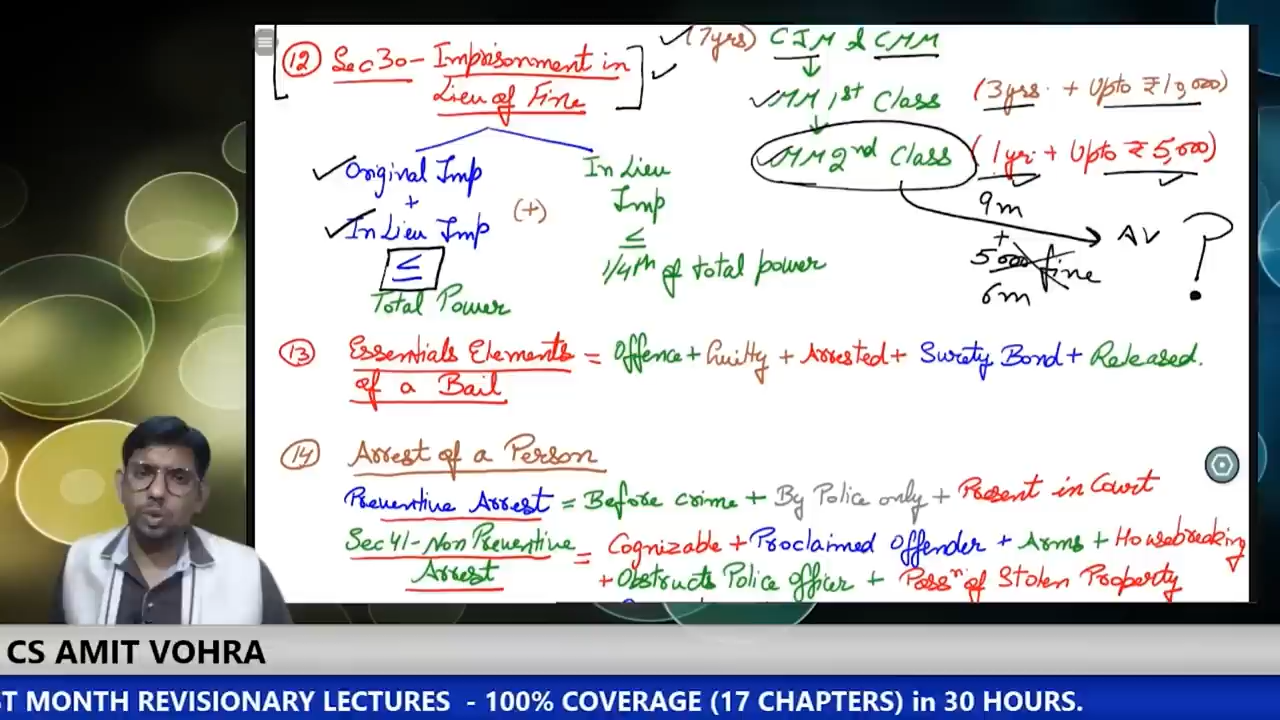 (12) Sec 30 - Imprisonment in
Lieu of Fine
Original Imp
+
In Lieu Imp
≤
Total Power
(+)
In Lieu
Imp
≤
1/4th of total power
(7yrs) CJM & CMM
MM 1st Class (3yrs. + Upto ₹10,000)
MM 2nd Class (1yr. + Upto ₹5,000)
9m
+
5000 fine
6m
AV ?
(13) Essentials Elements = Offence + Guilty + Arrested + Surety Bond + Released.
of a Bail
(14) Arrest of a Person
Preventive Arrest = Before crime + By Police only + Present in Court
Sec 41 - Non Preventive = Cognizable + Proclaimed Offender + Arms + Housebreaking
Arrest + Obstructs Police officer + Possn of Stolen Property
CS AMIT VOHRA
ST MONTH REVISIONARY LECTURES - 100% COVERAGE (17 CHAPTERS) in 30 HOURS.